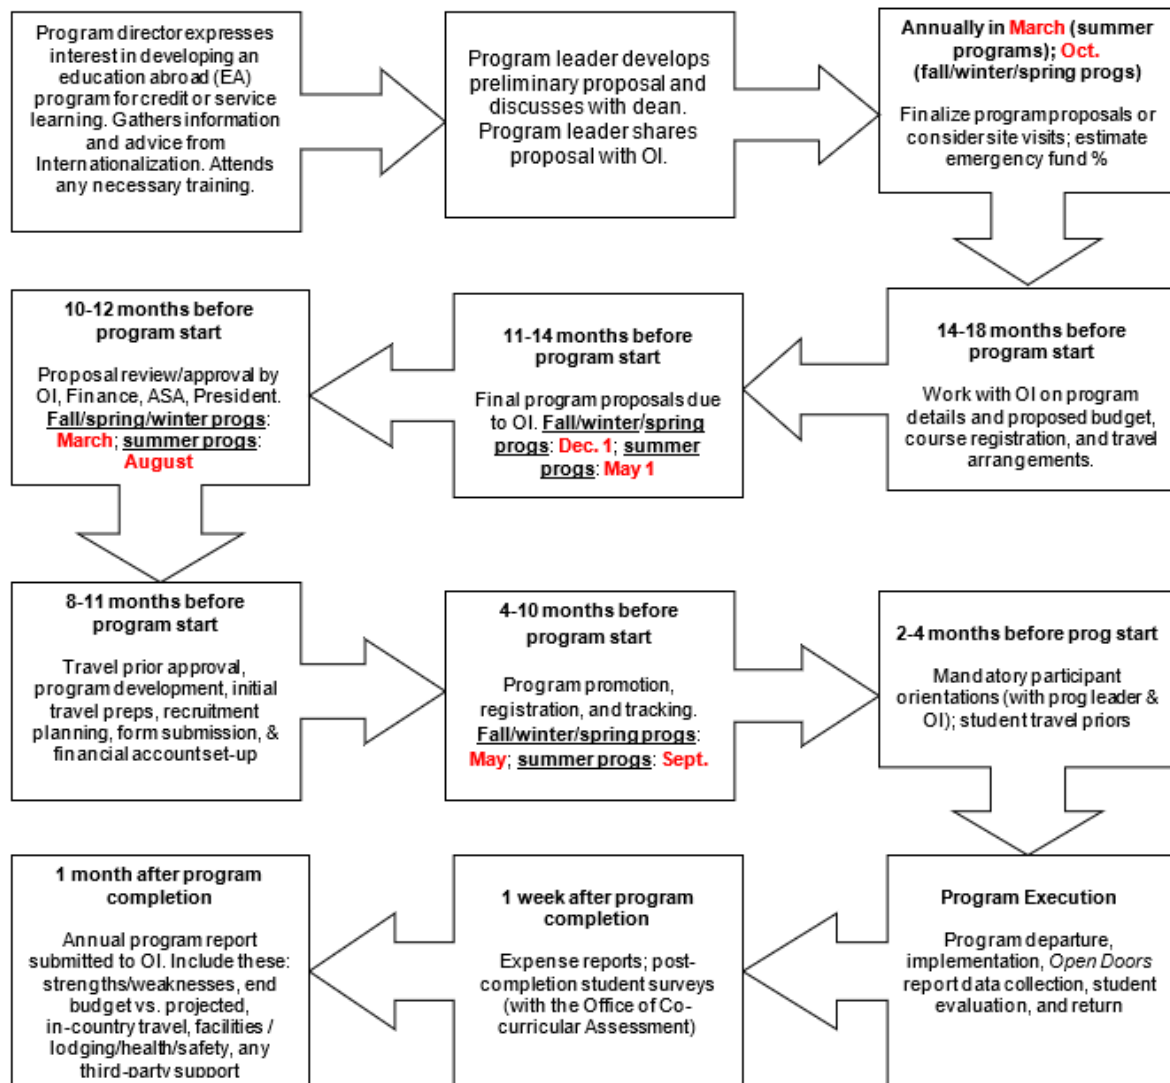 Program director expresses
interest in developing an
education abroad (EA)
program for credit or service
learning. Gathers information
and advice from
Internationalization. Attends
any necessary training.
Program leader develops
preliminary proposal and
discusses with dean.
Program leader shares
proposal with OI.
Annually in March (summer
programs); Oct.
(fall/winter/spring progs)
Finalize program proposals or
consider site visits; estimate
emergency fund %
14-18 months before
program start
Work with OI on program
details and proposed budget,
course registration, and travel
arrangements.
11-14 months before
program start
Final program proposals due
to OI. Fall/winter/spring
progs: Dec. 1; summer
progs: May 1
10-12 months before
program start
Proposal review/approval by
OI, Finance, ASA, President.
Fall/spring/winter progs:
March; summer progs:
August
8-11 months before
program start
Travel prior approval,
program development, initial
travel preps, recruitment
planning, form submission, &
financial account set-up
4-10 months before
program start
Program promotion,
registration, and tracking.
Fall/winter/spring progs:
May; summer progs: Sept.
2-4 months before prog start
Mandatory participant
orientations (with prog leader &
OI); student travel priors
Program Execution
Program departure,
implementation, Open Doors
report data collection, student
evaluation, and return
1 week after program
completion
Expense reports; post-
completion student surveys
(with the Office of Co-
curricular Assessment)
1 month after program
completion
Annual program report
submitted to OI. Include these:
strengths/weaknesses, end
budget vs. projected,
in-country travel, facilities /
lodging/health/safety, any
third-party support